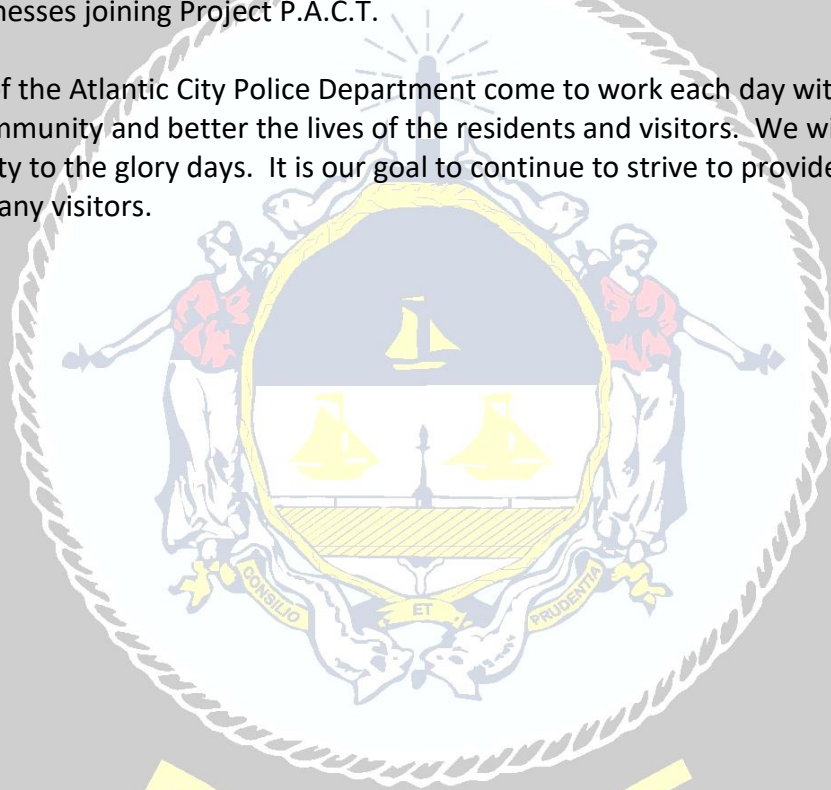 nesses joining Project P.A.C.T.
f the Atlantic City Police Department come to work each day wit
mmunity and better the lives of the residents and visitors.  We wi
ty to the glory days.  It is our goal to continue to strive to provide
any visitors.
CONSILIO
ET
PRUDENTIA